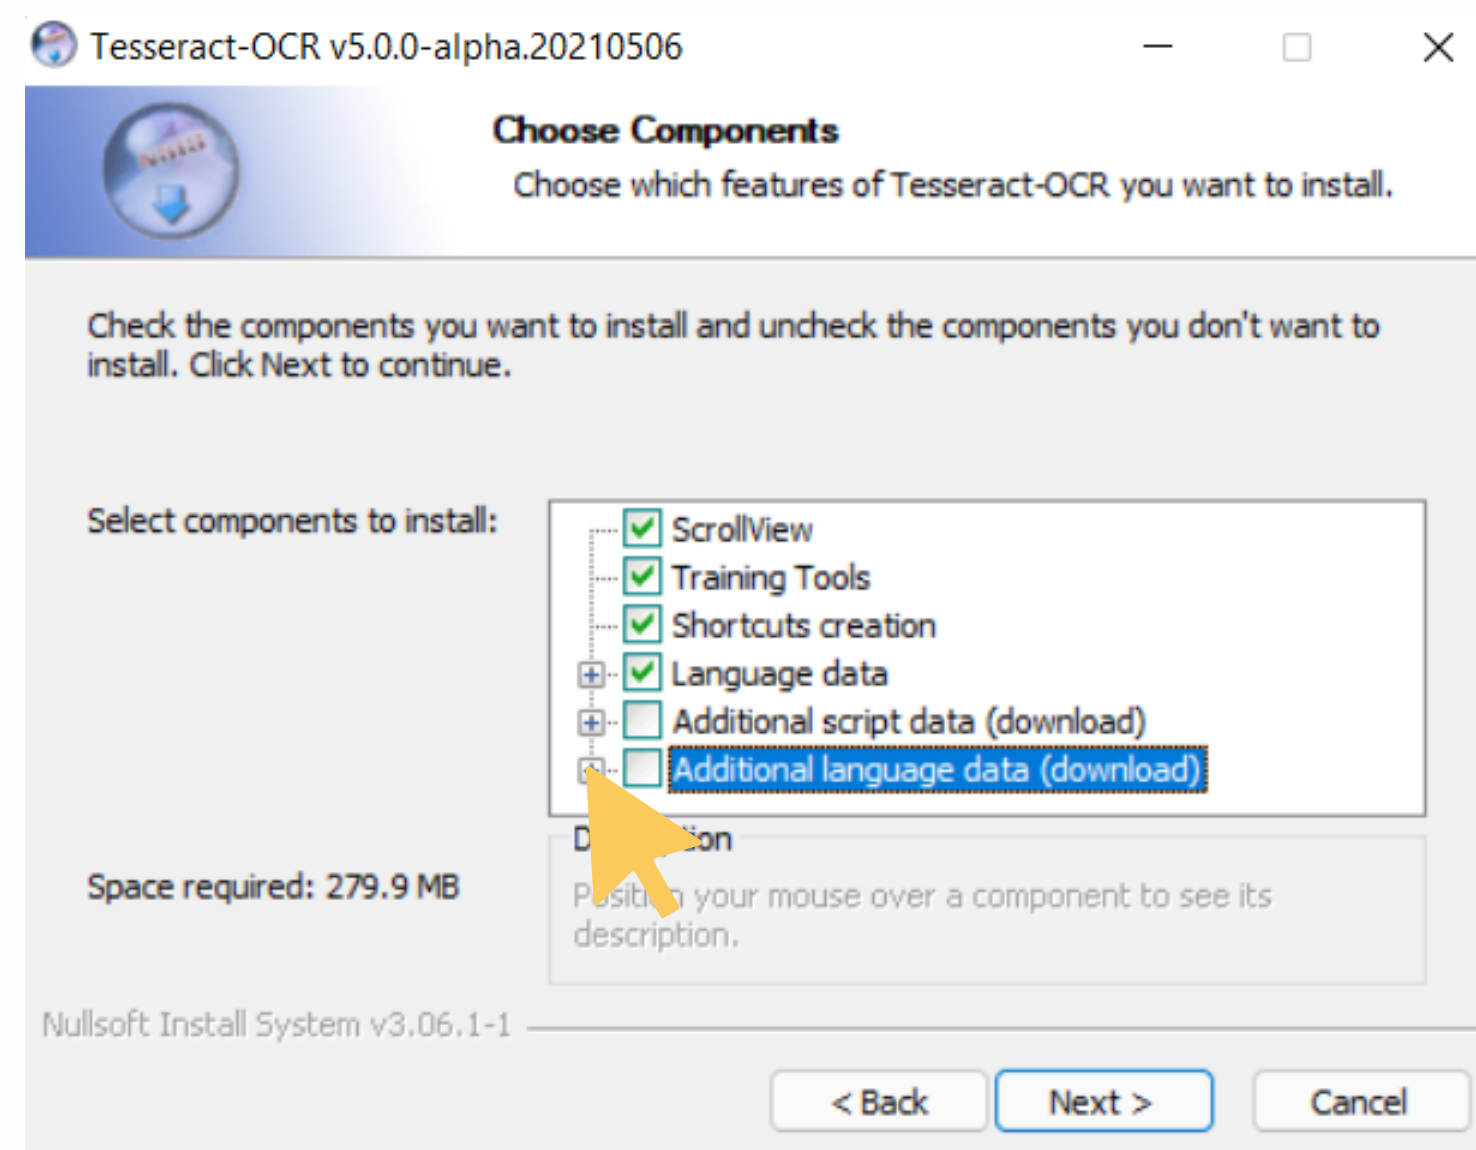 Tesseract-OCR v5.0.0-alpha.20210506
Choose Components
Choose which features of Tesseract-OCR you want to install.
Check the components you want to install and uncheck the components you don't want to
install. Click Next to continue.
Select components to install:
ScrollView
Training Tools
Shortcuts creation
Language data
Additional script data (download)
Additional language data (download)
Space required: 279.9 MB
your mouse over a component to see its
description.
Nullsoft Install System v3.06.1-1
< Back
Next >
Cancel